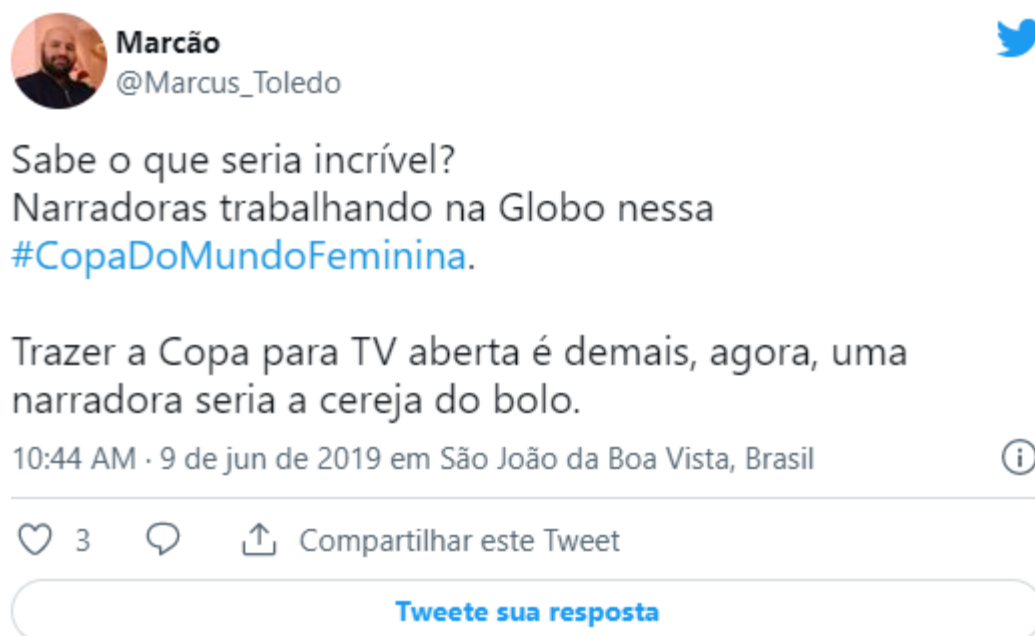 Marcão
@Marcus_Toledo
Sabe o que seria incrível?
Narradoras trabalhando na Globo nessa
#CopaDoMundoFeminina.
Trazer a Copa para TV aberta é demais, agora, uma
narradora seria a cereja do bolo.
10:44 AM · 9 de jun de 2019 em São João da Boa Vista, Brasil
3 Compartilhar este Tweet
Tweete sua resposta